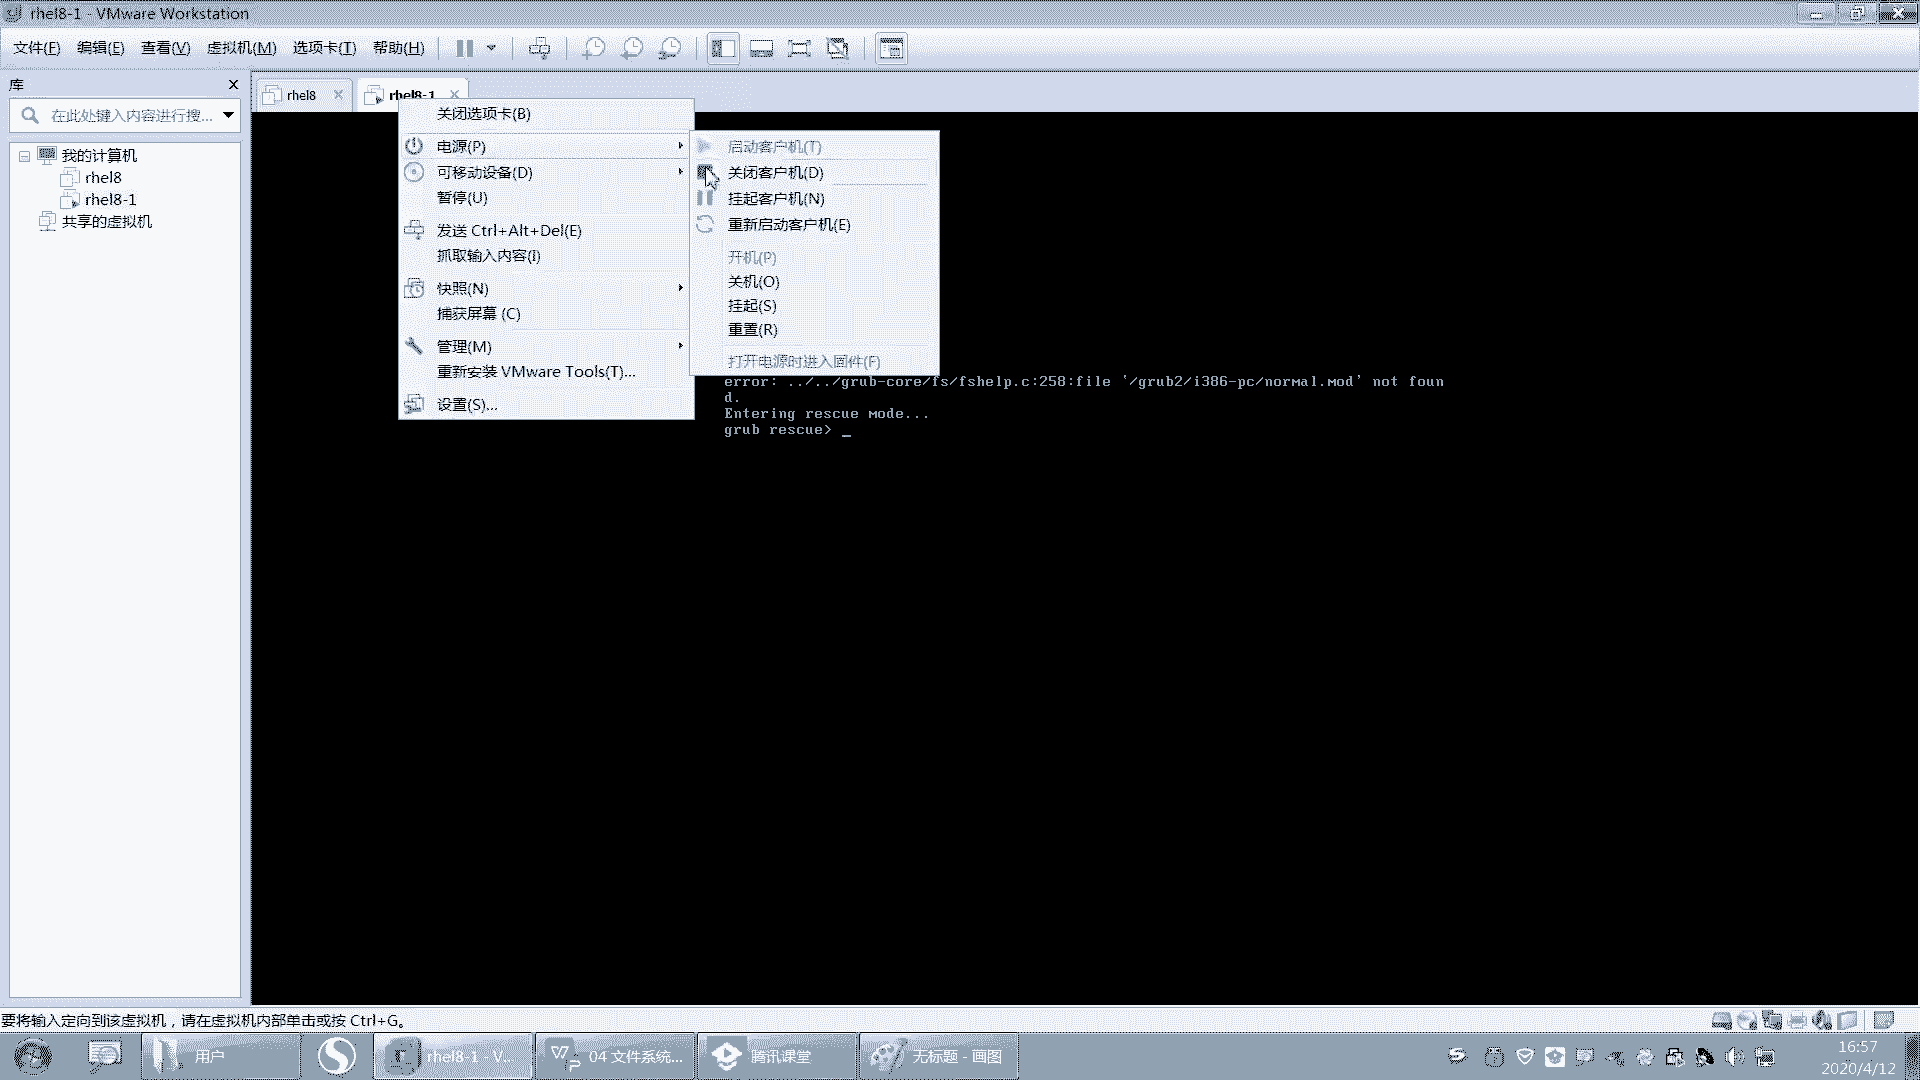 rhel8-1 - VMware Workstation
文件(F) 编辑(E) 查看(V) 虚拟机(M) 选项卡(T) 帮助(H)
库
在此处键入内容进行搜...
我的计算机
rhel8
rhel8-1
共享的虚拟机
rhel8
rhel8-1
关闭选项卡(B)
电源(P)
可移动设备(D)
暂停(U)
发送 Ctrl+Alt+Del(E)
抓取输入内容(I)
快照(N)
捕获屏幕 (C)
管理(M)
重新安装 VMware Tools(T)...
设置(S)...
启动客户机(T)
关闭客户机(D)
挂起客户机(N)
重新启动客户机(E)
开机(P)
关机(O)
挂起(S)
重置(R)
打开电源时进入固件(F)
error: ../../grub-core/fs/fshelp.c:258:file '/grub2/i386-pc/normal.mod' not foun
d.
Entering rescue mode...
grub rescue> _
要将输入定向到该虚拟机，请在虚拟机内部单击或按 Ctrl+G。
用户
rhel8-1 - V...
04 文件系统...
腾讯课堂
无标题 - 画图
16:57
2020/4/12